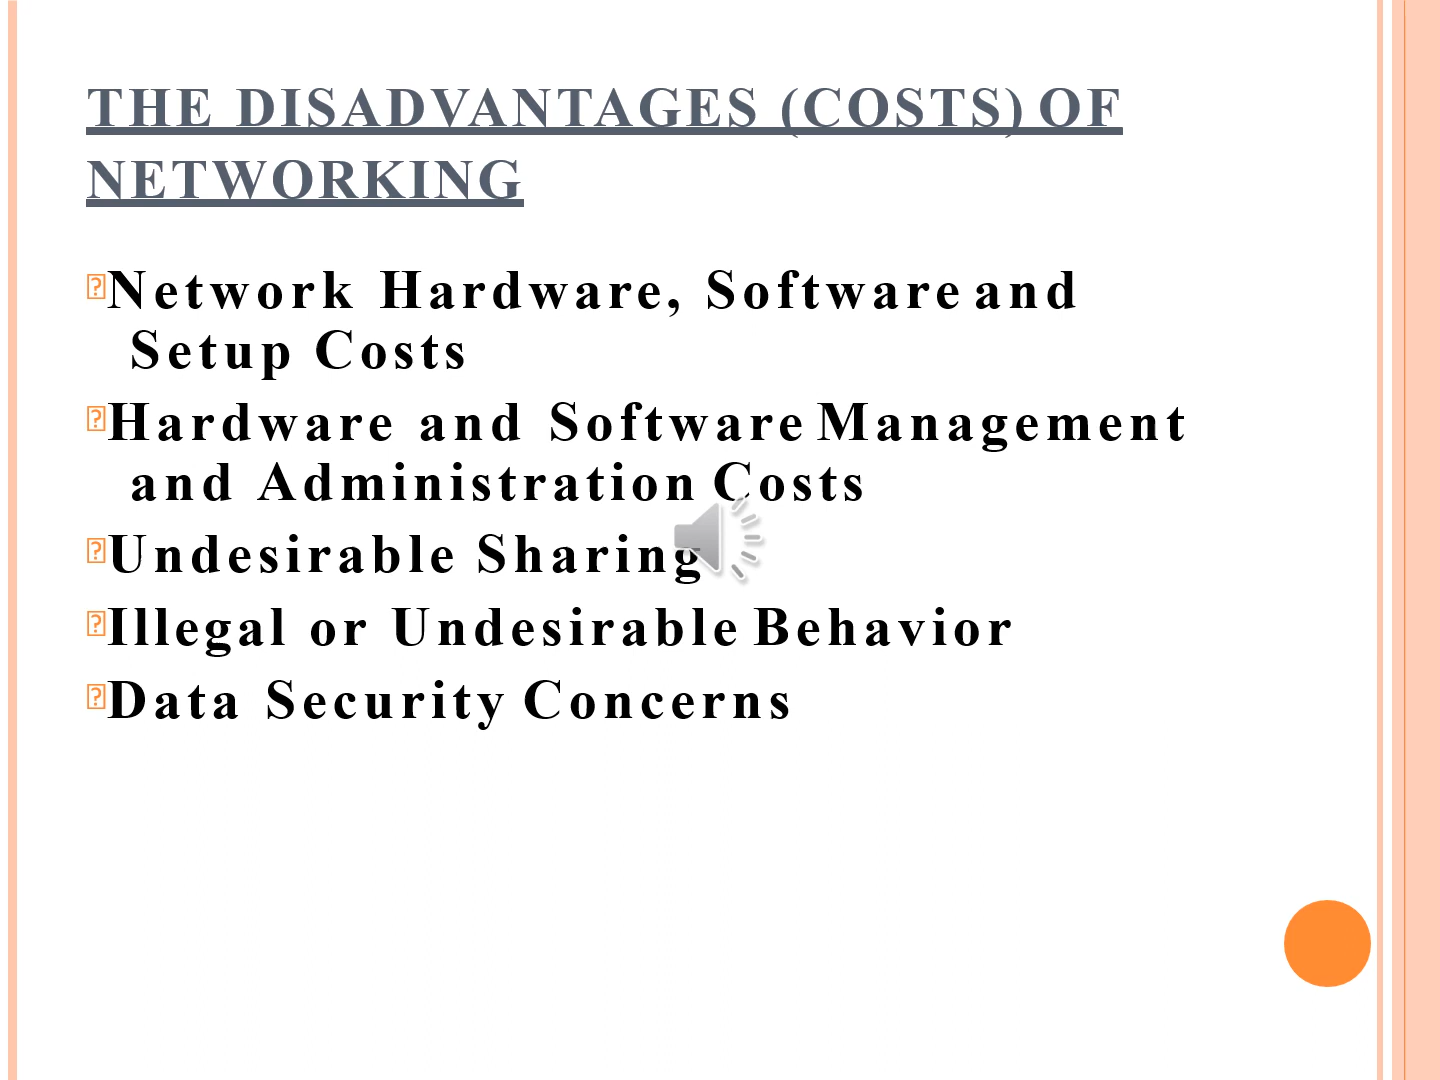 THE DISADVANTAGES (COSTS) OF
NETWORKING
Network Hardware, Software and
Setup Costs
Hardware and Software Management
and Administration Costs
Undesirable Sharing
Illegal or Undesirable Behavior
Data Security Concerns